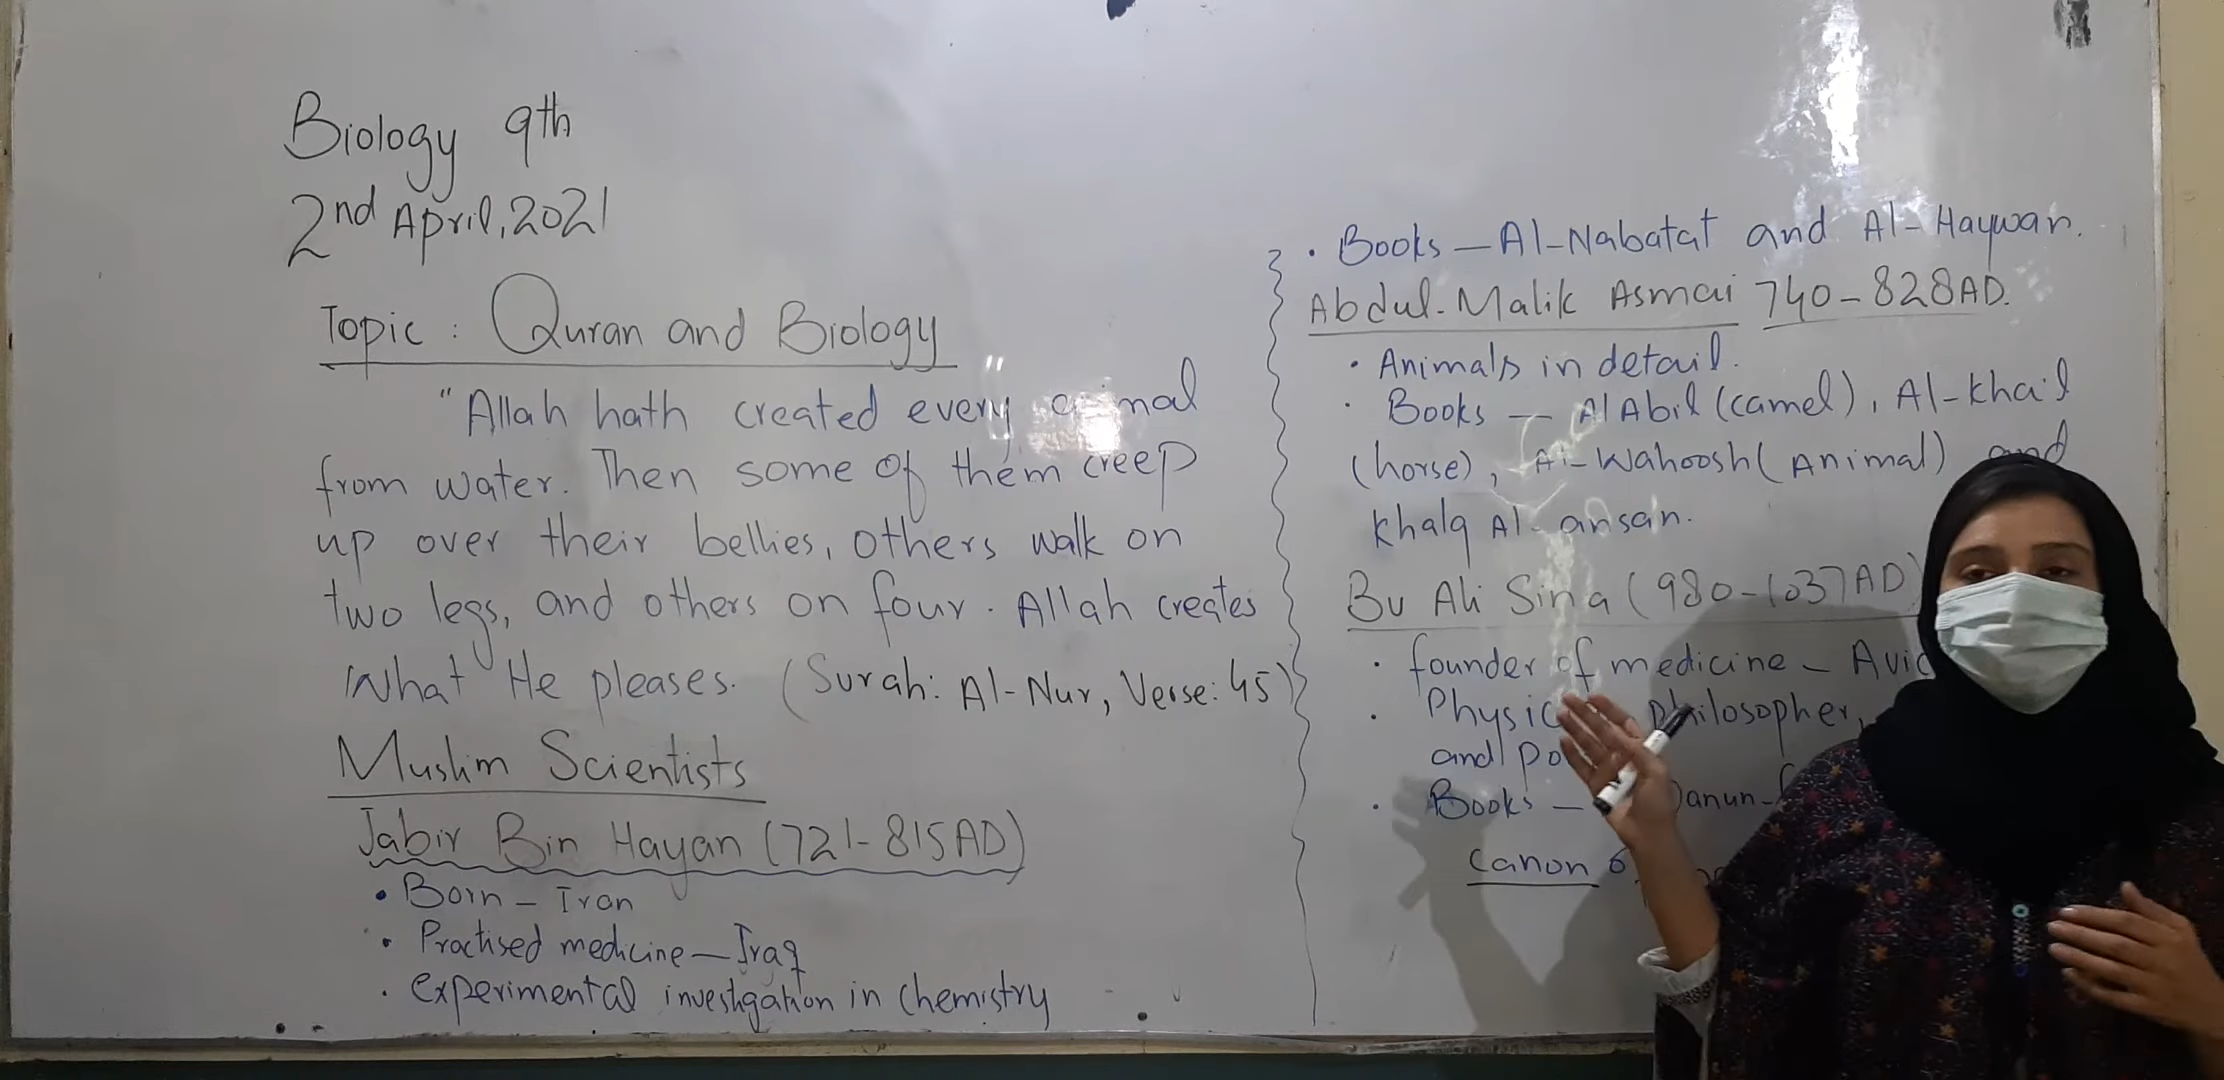 Biology 9th
2nd April, 2021
Topic: Quran and Biology
"Allah hath created every animal
from water. Then some of them creep
up over their bellies, others walk on
two legs, and others on four. Allah creates
what He pleases. (Surah: Al-Nur, Verse: 45)
Muslim Scientists
Jabir Bin Hayan (721-815AD)
• Born - Iran
• Practised medicine - Iraq
• experimental investigation in chemistry
• Books - Al-Nabatat and Al-Haywan.
Abdul-Malik Asmai 740-828AD.
• Animals in detail.
• Books - Al Abil (camel), Al-Khail
(horse), Al-Wahoosh (Animal) and
Khalq Al-ansan.
Bu Ali Sina (980-1037AD)
• founder of medicine - Avic
• Physic philosopher,
and Po
• Books - anun-f
Canon o